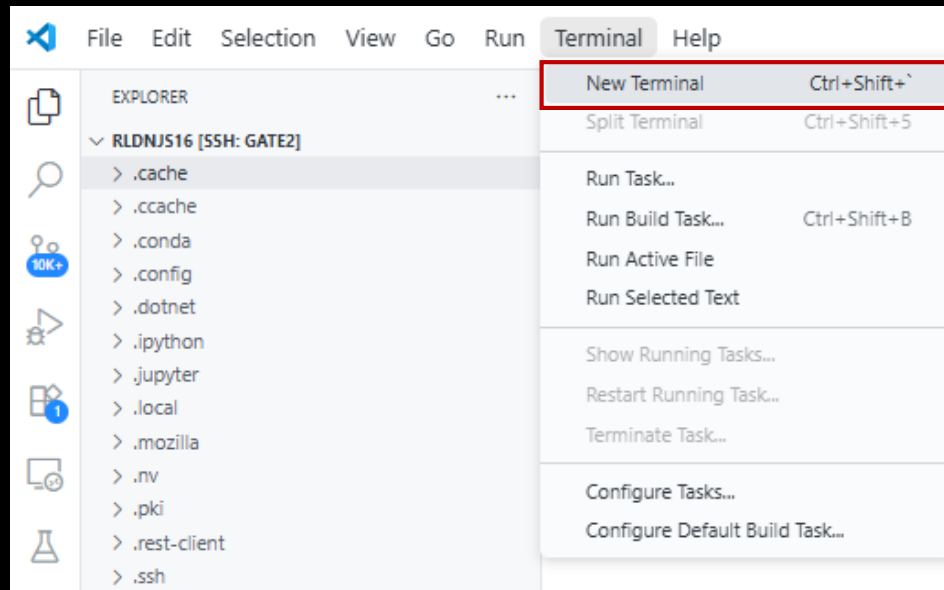 File Edit Selection View Go Run Terminal Help
EXPLORER ...
RLDNJS16 [SSH: GATE2]
.cache
.ccache
.conda
.config
.dotnet
.ipython
.jupyter
.local
.mozilla
.nv
.pki
.rest-client
.ssh
10K+
1
New Terminal Ctrl+Shift+`
Split Terminal Ctrl+Shift+5
Run Task...
Run Build Task... Ctrl+Shift+B
Run Active File
Run Selected Text
Show Running Tasks...
Restart Running Task...
Terminate Task...
Configure Tasks...
Configure Default Build Task...